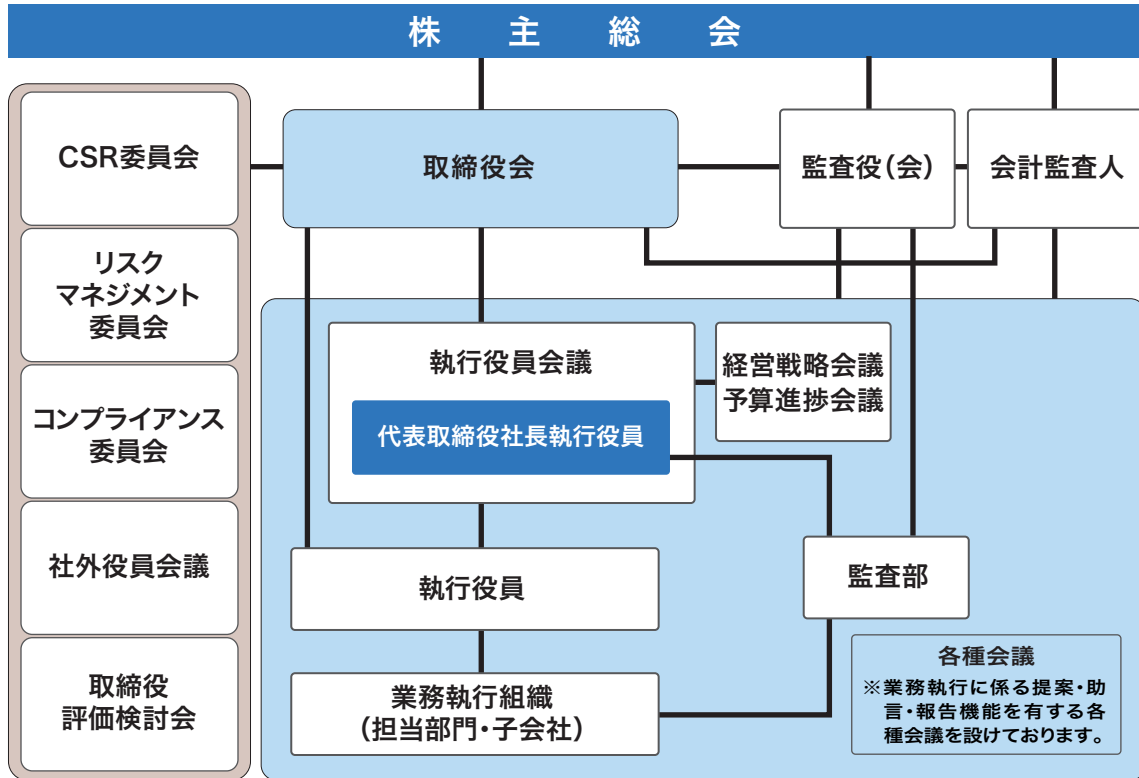 株主総会
CSR委員会
リスク
マネジメント
委員会
コンプライアンス
委員会
社外役員会議
取締役
評価検討会
取締役会
監査役(会)
会計監査人
執行役員会議
代表取締役社長執行役員
経営戦略会議
予算進捗会議
執行役員
監査部
業務執行組織
(担当部門・子会社)
各種会議
※業務執行に係る提案・助
言・報告機能を有する各
種会議を設けております。